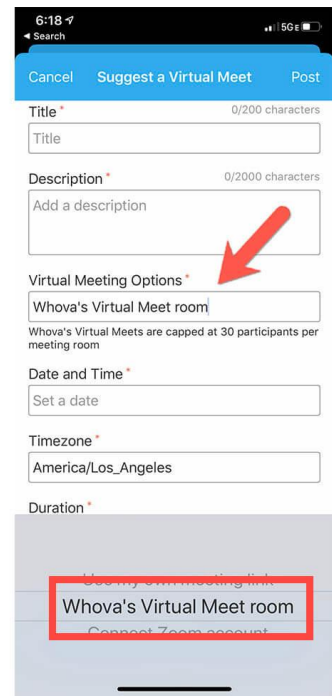 6:18
5GE
Search
Cancel Suggest a Virtual Meet Post
Title * 0/200 characters
Title
Description * 0/2000 characters
Add a description
Virtual Meeting Options *
Whova's Virtual Meet room
Whova's Virtual Meets are capped at 30 participants per
meeting room
Date and Time *
Set a date
Timezone *
America/Los_Angeles
Duration *
Use my own meeting link
Whova's Virtual Meet room
Connect Zoom account